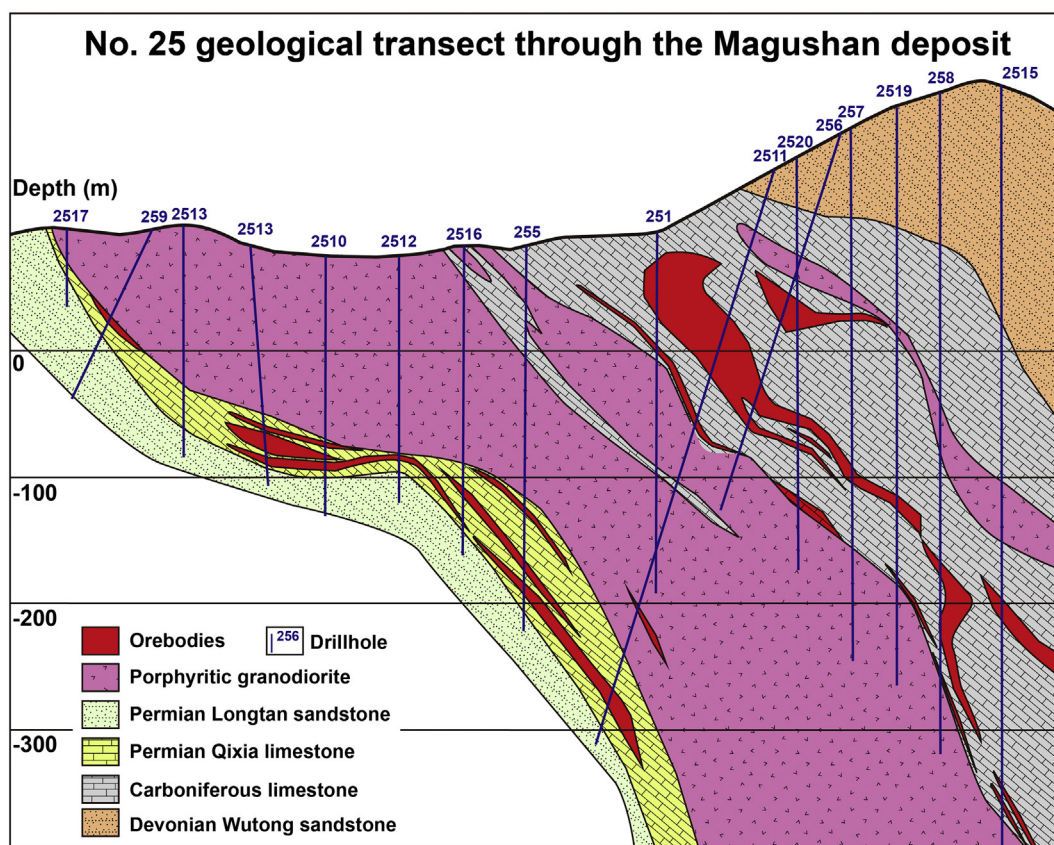 No. 25 geological transect through the Magushan deposit
2515
258
2519
257
256
2520
2511
Depth (m)
2517
259
2513
2513
2510
2512
2516
255
251
0
-100
-200
-300
Orebodies
256
Drillhole
Porphyritic granodiorite
Permian Longtan sandstone
Permian Qixia limestone
Carboniferous limestone
Devonian Wutong sandstone